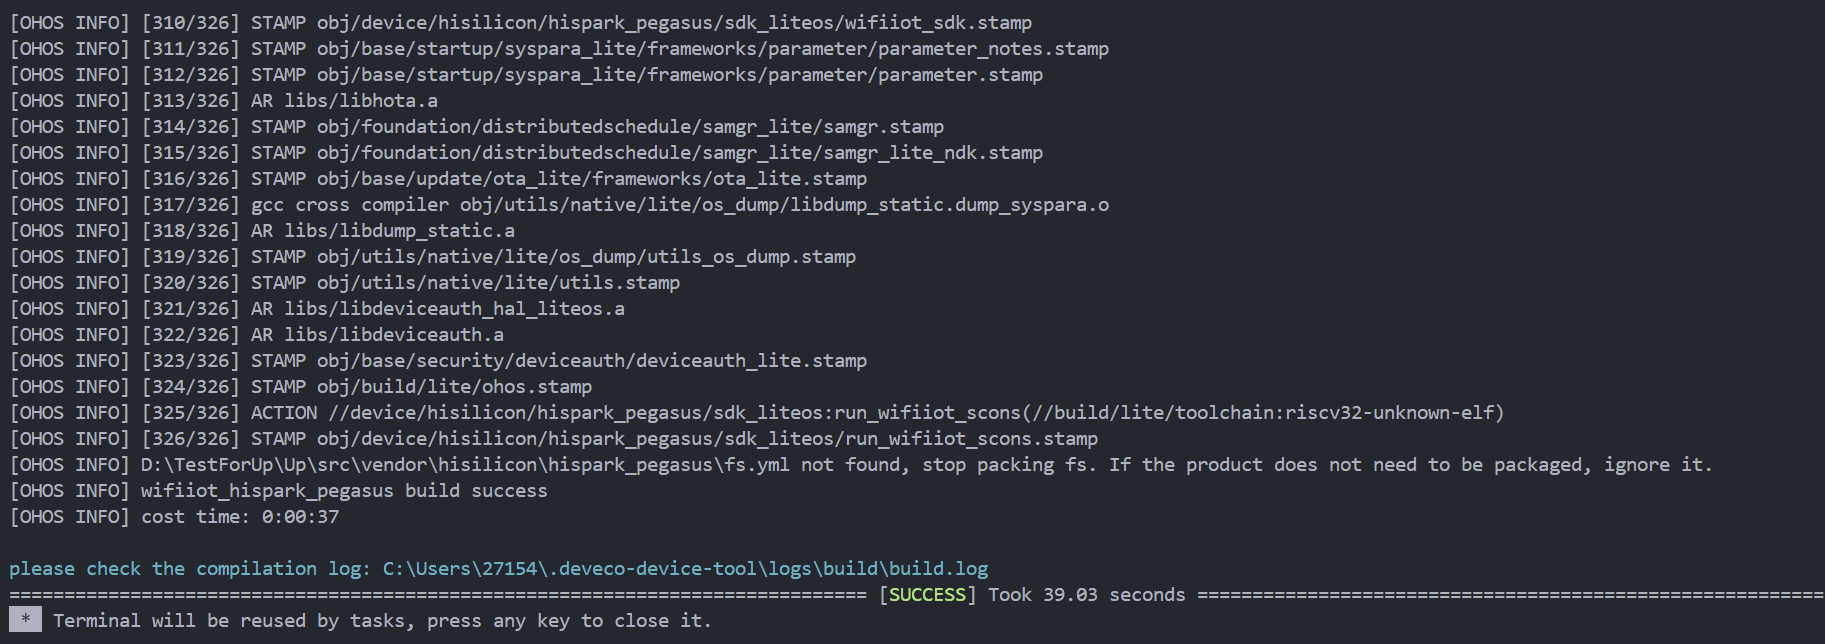 [OHOS INFO] [310/326] STAMP obj/device/hisilicon/hispark_pegasus/sdk_liteos/wifiiot_sdk.stamp
[OHOS INFO] [311/326] STAMP obj/base/startup/syspara_lite/frameworks/parameter/parameter_notes.stamp
[OHOS INFO] [312/326] STAMP obj/base/startup/syspara_lite/frameworks/parameter/parameter.stamp
[OHOS INFO] [313/326] AR libs/libhota.a
[OHOS INFO] [314/326] STAMP obj/foundation/distributedschedule/samgr_lite/samgr.stamp
[OHOS INFO] [315/326] STAMP obj/foundation/distributedschedule/samgr_lite/samgr_lite_ndk.stamp
[OHOS INFO] [316/326] STAMP obj/base/update/ota_lite/frameworks/ota_lite.stamp
[OHOS INFO] [317/326] gcc cross compiler obj/utils/native/lite/os_dump/libdump_static.dump_syspara.o
[OHOS INFO] [318/326] AR libs/libdump_static.a
[OHOS INFO] [319/326] STAMP obj/utils/native/lite/os_dump/utils_os_dump.stamp
[OHOS INFO] [320/326] STAMP obj/utils/native/lite/utils.stamp
[OHOS INFO] [321/326] AR libs/libdeviceauth_hal_liteos.a
[OHOS INFO] [322/326] AR libs/libdeviceauth.a
[OHOS INFO] [323/326] STAMP obj/base/security/deviceauth/deviceauth_lite.stamp
[OHOS INFO] [324/326] STAMP obj/build/lite/ohos.stamp
[OHOS INFO] [325/326] ACTION //device/hisilicon/hispark_pegasus/sdk_liteos:run_wifiiot_scons(//build/lite/toolchain:riscv32-unknown-elf)
[OHOS INFO] [326/326] STAMP obj/device/hisilicon/hispark_pegasus/sdk_liteos/run_wifiiot_scons.stamp
[OHOS INFO] D:\TestForUp\Up\src\vendor\hisilicon\hispark_pegasus\fs.yml not found, stop packing fs. If the product does not need to be packaged, ignore it.
[OHOS INFO] wifiiot_hispark_pegasus build success
[OHOS INFO] cost time: 0:00:37
please check the compilation log: C:\Users\27154\.deveco-device-tool\logs\build\build.log
============================================================================== [SUCCESS] Took 39.03 seconds =========================================================
* Terminal will be reused by tasks, press any key to close it.